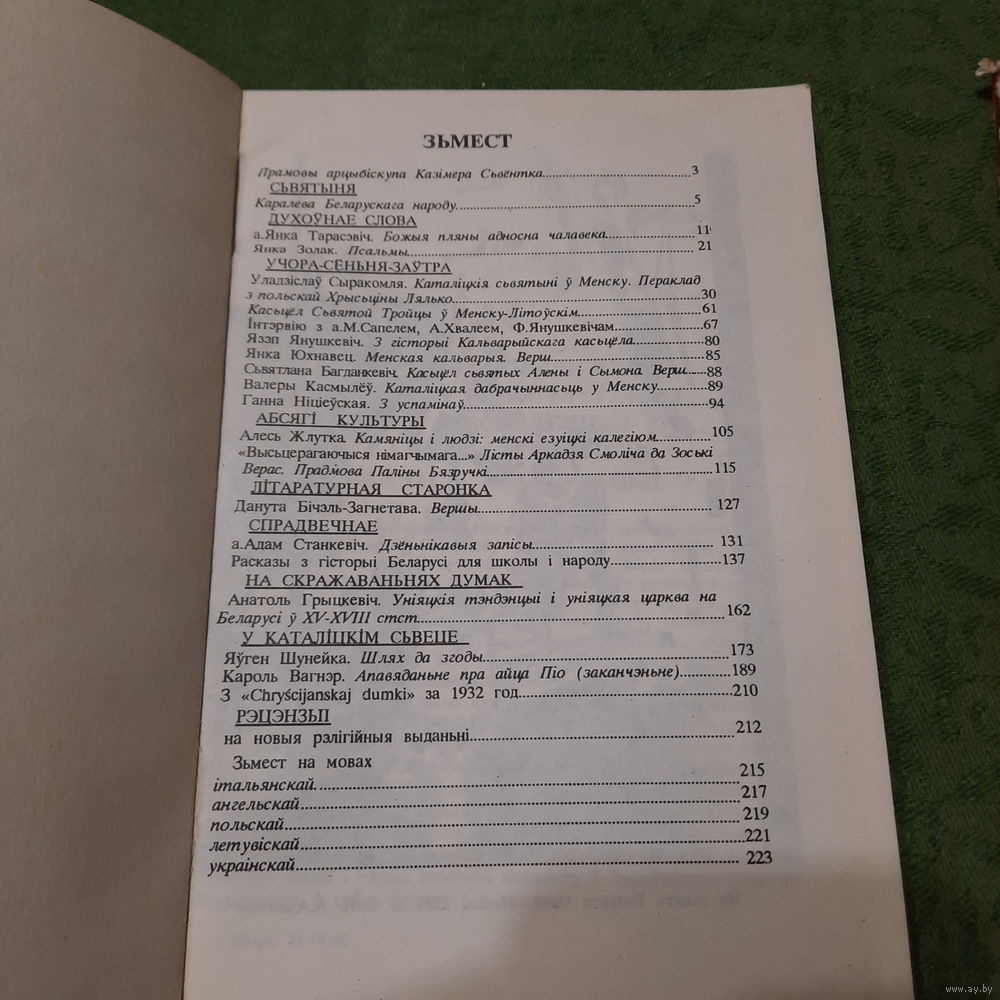 ЗЬМЕСТ
Прамовы арцыбіскупа Казімера Сьвёнтка 3
СЬВЯТЫНЯ
Каралева Беларускага народу 5
ДУХОЎНАЕ СЛОВА
а.Янка Тарасэвіч. Божыя пляны адносна чалавека 11
Янка Золак. Псальмы 21
УЧОРА-СЁНЬНЯ-ЗАЎТРА
Уладзіслаў Сыракомля. Каталіцкія сьвятыні ў Менску. Пераклад
з польскай Хрысьціны Лялько 30
Касьцёл Сьвятой Тройцы ў Менску-Літоўскім 61
Інтэрвію з а.М.Сапелем, А.Хвалеем, Ф.Янушкевічам 67
Язэп Янушкевіч. З гісторыі Кальварыйскага касьцёла 80
Янка Юхнавец. Менская кальварыя. Верш 85
Сьвятлана Багданкевіч. Касьцёл сьвятых Алены і Сымона Верш 88
Валеры Касмылёў. Каталіцкая дабрачыннасьць у Менску 89
Ганна Ніціеўская. З успамінаў 94
АБСЯГІ КУЛЬТУРЫ
Алесь Жлутка. Камяніцы і людзі: менскі езуіцкі калегіюм 105
«Высьцерагаючыся німагчымага...» Лісты Аркадзя Смоліча да Зоські
Верас. Прадмова Паліны Бязручкі 115
ЛІТАРАТУРНАЯ СТАРОНКА
Данута Бічэль-Загнетава. Вершы 127
СПРАДВЕЧНАЕ
а.Адам Станкевіч. Дзёньнікавыя запісы 131
Расказы з гісторыі Беларусі для школы і народу 137
НА СКРАЖАВАНЬНЯХ ДУМАК
Анатоль Грыцкевіч. Уніяцкія тэндэнцыі і уніяцкая царква на
Беларусі ў XV-XVIII стст 162
У КАТАЛІЦКІМ СЬВЕЦЕ
Яўген Шунейка. Шлях да згоды 173
Кароль Вагнэр. Апавяданьне пра айца Піо (заканчэньне) 189
З «Chryścijanskaj dumki» за 1932 год 210
РЭЦЭНЗЫІ
на новыя рэлігійныя выданьні 212
Зьмест на мовах
італьянскай 215
ангельскай 217
польскай 219
летувіскай 221
украінскай 223
www.ay.by